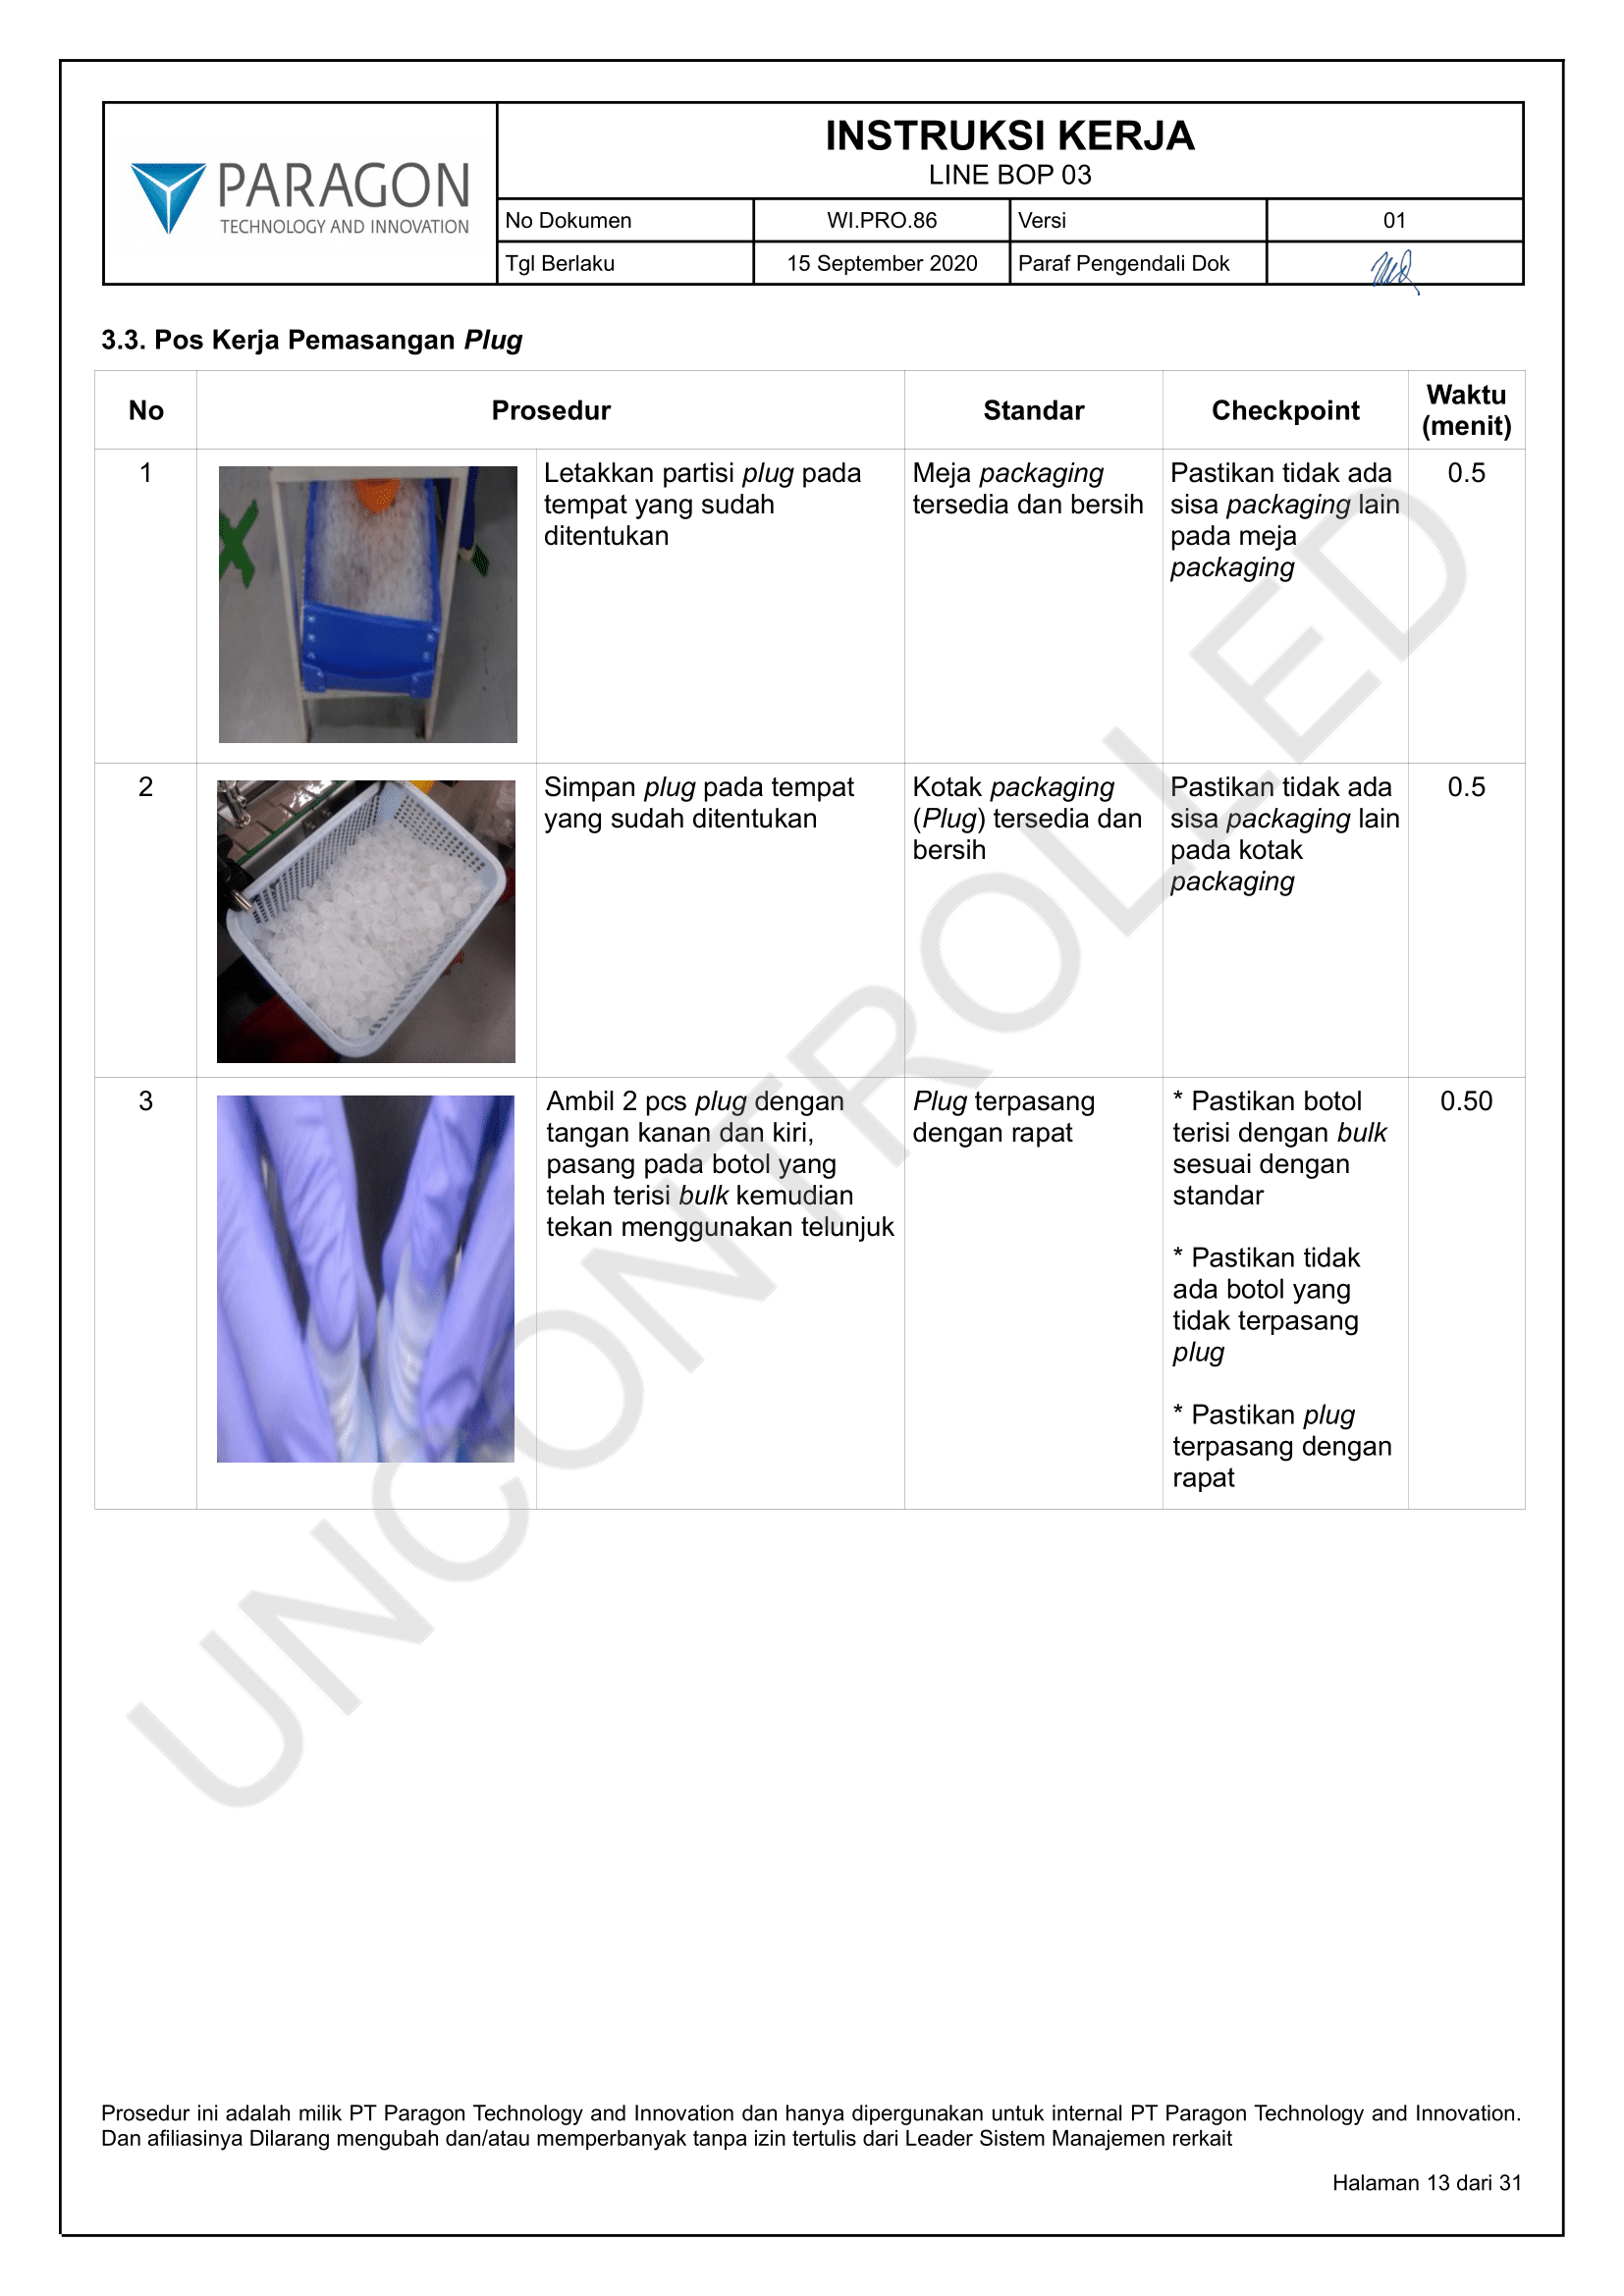 PARAGON
TECHNOLOGY AND INNOVATION
INSTRUKSI KERJA
LINE BOP 03
No Dokumen WI.PRO.86 Versi 01
Tgl Berlaku 15 September 2020 Paraf Pengendali Dok
3.3. Pos Kerja Pemasangan Plug
No Prosedur Standar Checkpoint Waktu (menit)
1
Letakkan partisi plug pada
tempat yang sudah
ditentukan
Meja packaging
tersedia dan bersih
Pastikan tidak ada
sisa packaging lain
pada meja
packaging
0.5
2
Simpan plug pada tempat
yang sudah ditentukan
Kotak packaging
(Plug) tersedia dan
bersih
Pastikan tidak ada
sisa packaging lain
pada kotak
packaging
0.5
3
Ambil 2 pcs plug dengan
tangan kanan dan kiri,
pasang pada botol yang
telah terisi bulk kemudian
tekan menggunakan telunjuk
Plug terpasang
dengan rapat
* Pastikan botol
terisi dengan bulk
sesuai dengan
standar
* Pastikan tidak
ada botol yang
tidak terpasang
plug
* Pastikan plug
terpasang dengan
rapat
0.50
UNCONTROLLED
Prosedur ini adalah milik PT Paragon Technology and Innovation dan hanya dipergunakan untuk internal PT Paragon Technology and Innovation.
Dan afiliasinya Dilarang mengubah dan/atau memperbanyak tanpa izin tertulis dari Leader Sistem Manajemen rerkait
Halaman 13 dari 31